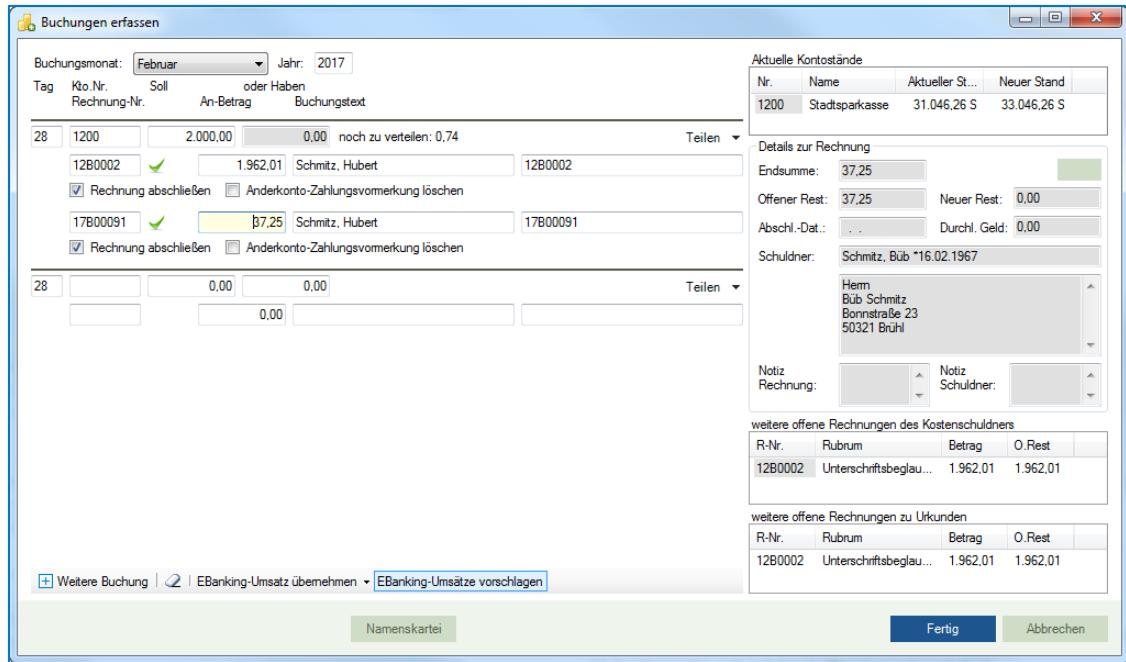 Buchungen erfassen
Buchungsmonat: Februar Jahr: 2017
Tag Kto.Nr. Soll oder Haben
Rechnung-Nr. An-Betrag Buchungstext
28 1200 2.000,00 0,00 noch zu verteilen: 0,74 Teilen
12B0002 1.962,01 Schmitz, Hubert 12B0002
Rechnung abschließen Anderkonto-Zahlungsvormerkung löschen
17B00091 37,25 Schmitz, Hubert 17B00091
Rechnung abschließen Anderkonto-Zahlungsvormerkung löschen
28 0,00 0,00 Teilen
0,00
Weitere Buchung EBanking-Umsatz übernehmen EBanking-Umsätze vorschlagen
Aktuelle Kontostände
Nr. Name Aktueller St... Neuer Stand
1200 Stadtsparkasse 31.046,26 S 33.046,26 S
Details zur Rechnung
Endsumme: 37,25
Offener Rest: 37,25 Neuer Rest: 0,00
Abschl.-Dat.: . . Durchl. Geld: 0,00
Schuldner: Schmitz, Büb *16.02.1967
Herrn
Büb Schmitz
Bonnstraße 23
50321 Brühl
Notiz Rechnung: Notiz Schuldner:
weitere offene Rechnungen des Kostenschuldners
R-Nr. Rubrum Betrag O.Rest
12B0002 Unterschriftsbeglau... 1.962,01 1.962,01
weitere offene Rechnungen zu Urkunden
R-Nr. Rubrum Betrag O.Rest
12B0002 Unterschriftsbeglau... 1.962,01 1.962,01
Namenskartei Fertig Abbrechen